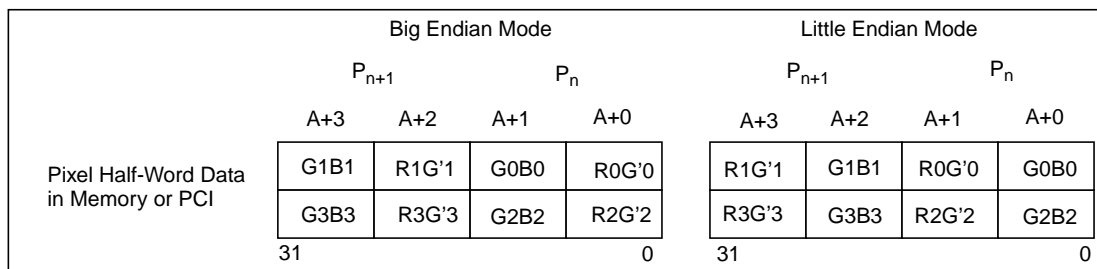 Big Endian Mode Little Endian Mode
Pn+1 Pn Pn+1 Pn
A+3 A+2 A+1 A+0 A+3 A+2 A+1 A+0
Pixel Half-Word Data
in Memory or PCI
G1B1 R1G'1 G0B0 R0G'0 R1G'1 G1B1 R0G'0 G0B0
G3B3 R3G'3 G2B2 R2G'2 R3G'3 G3B3 R2G'2 G2B2
31 0 31 0